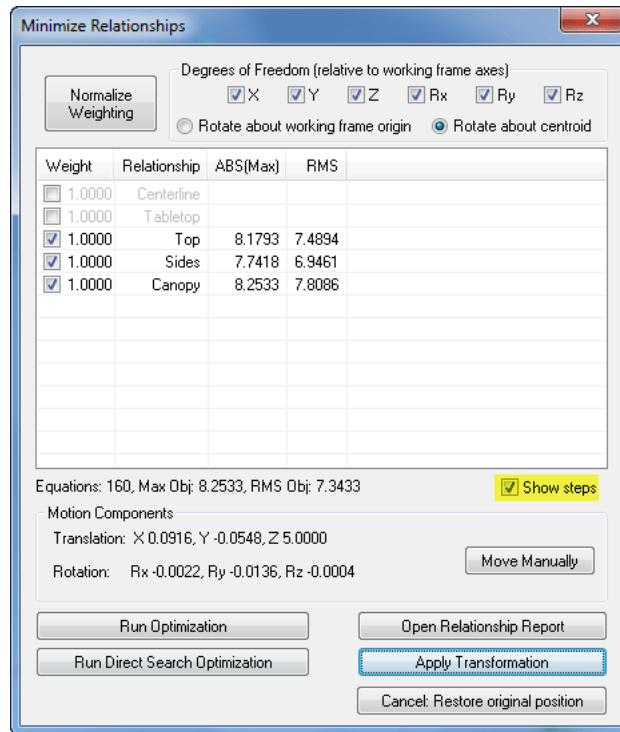 Minimize Relationships
Degrees of Freedom (relative to working frame axes)
Normalize Weighting
X Y Z Rx Ry Rz
Rotate about working frame origin Rotate about centroid
Weight Relationship ABS(Max) RMS
1.0000 Centerline
1.0000 Tabletop
1.0000 Top 8.1793 7.4894
1.0000 Sides 7.7418 6.9461
1.0000 Canopy 8.2533 7.8086
Equations: 160, Max Obj: 8.2533, RMS Obj: 7.3433 Show steps
Motion Components
Translation: X 0.0916, Y -0.0548, Z 5.0000
Move Manually
Rotation: Rx -0.0022, Ry -0.0136, Rz -0.0004
Run Optimization Open Relationship Report
Run Direct Search Optimization Apply Transformation
Cancel: Restore original position